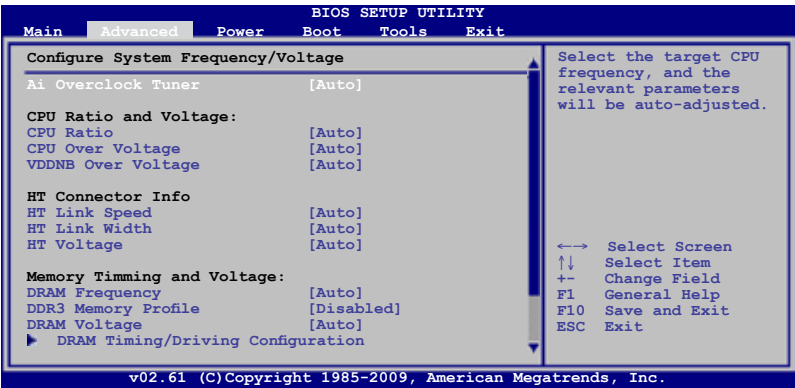 BIOS SETUP UTILITY
Main Advanced Power Boot Tools Exit
Configure System Frequency/Voltage
Ai Overclock Tuner [Auto]
CPU Ratio and Voltage:
CPU Ratio [Auto]
CPU Over Voltage [Auto]
VDDNB Over Voltage [Auto]
HT Connector Info
HT Link Speed [Auto]
HT Link Width [Auto]
HT Voltage [Auto]
Memory Timming and Voltage:
DRAM Frequency [Auto]
DDR3 Memory Profile [Disabled]
DRAM Voltage [Auto]
DRAM Timing/Driving Configuration
Select the target CPU
frequency, and the
relevant parameters
will be auto-adjusted.
←→ Select Screen
↑↓ Select Item
+- Change Field
F1 General Help
F10 Save and Exit
ESC Exit
v02.61 (C)Copyright 1985-2009, American Megatrends, Inc.